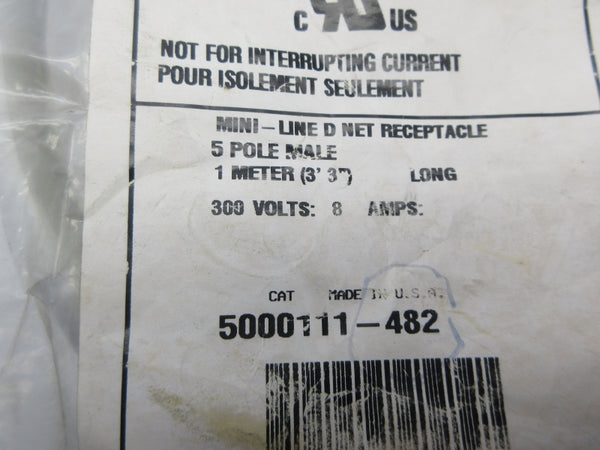 C UR US
NOT FOR INTERRUPTING CURRENT
POUR ISOLEMENT SEULEMENT
MINI-LINE D NET RECEPTACLE
5 POLE MALE
1 METER (3' 3") LONG
300 VOLTS: 8 AMPS:
CAT MADE IN U.S.A.
5000111-482